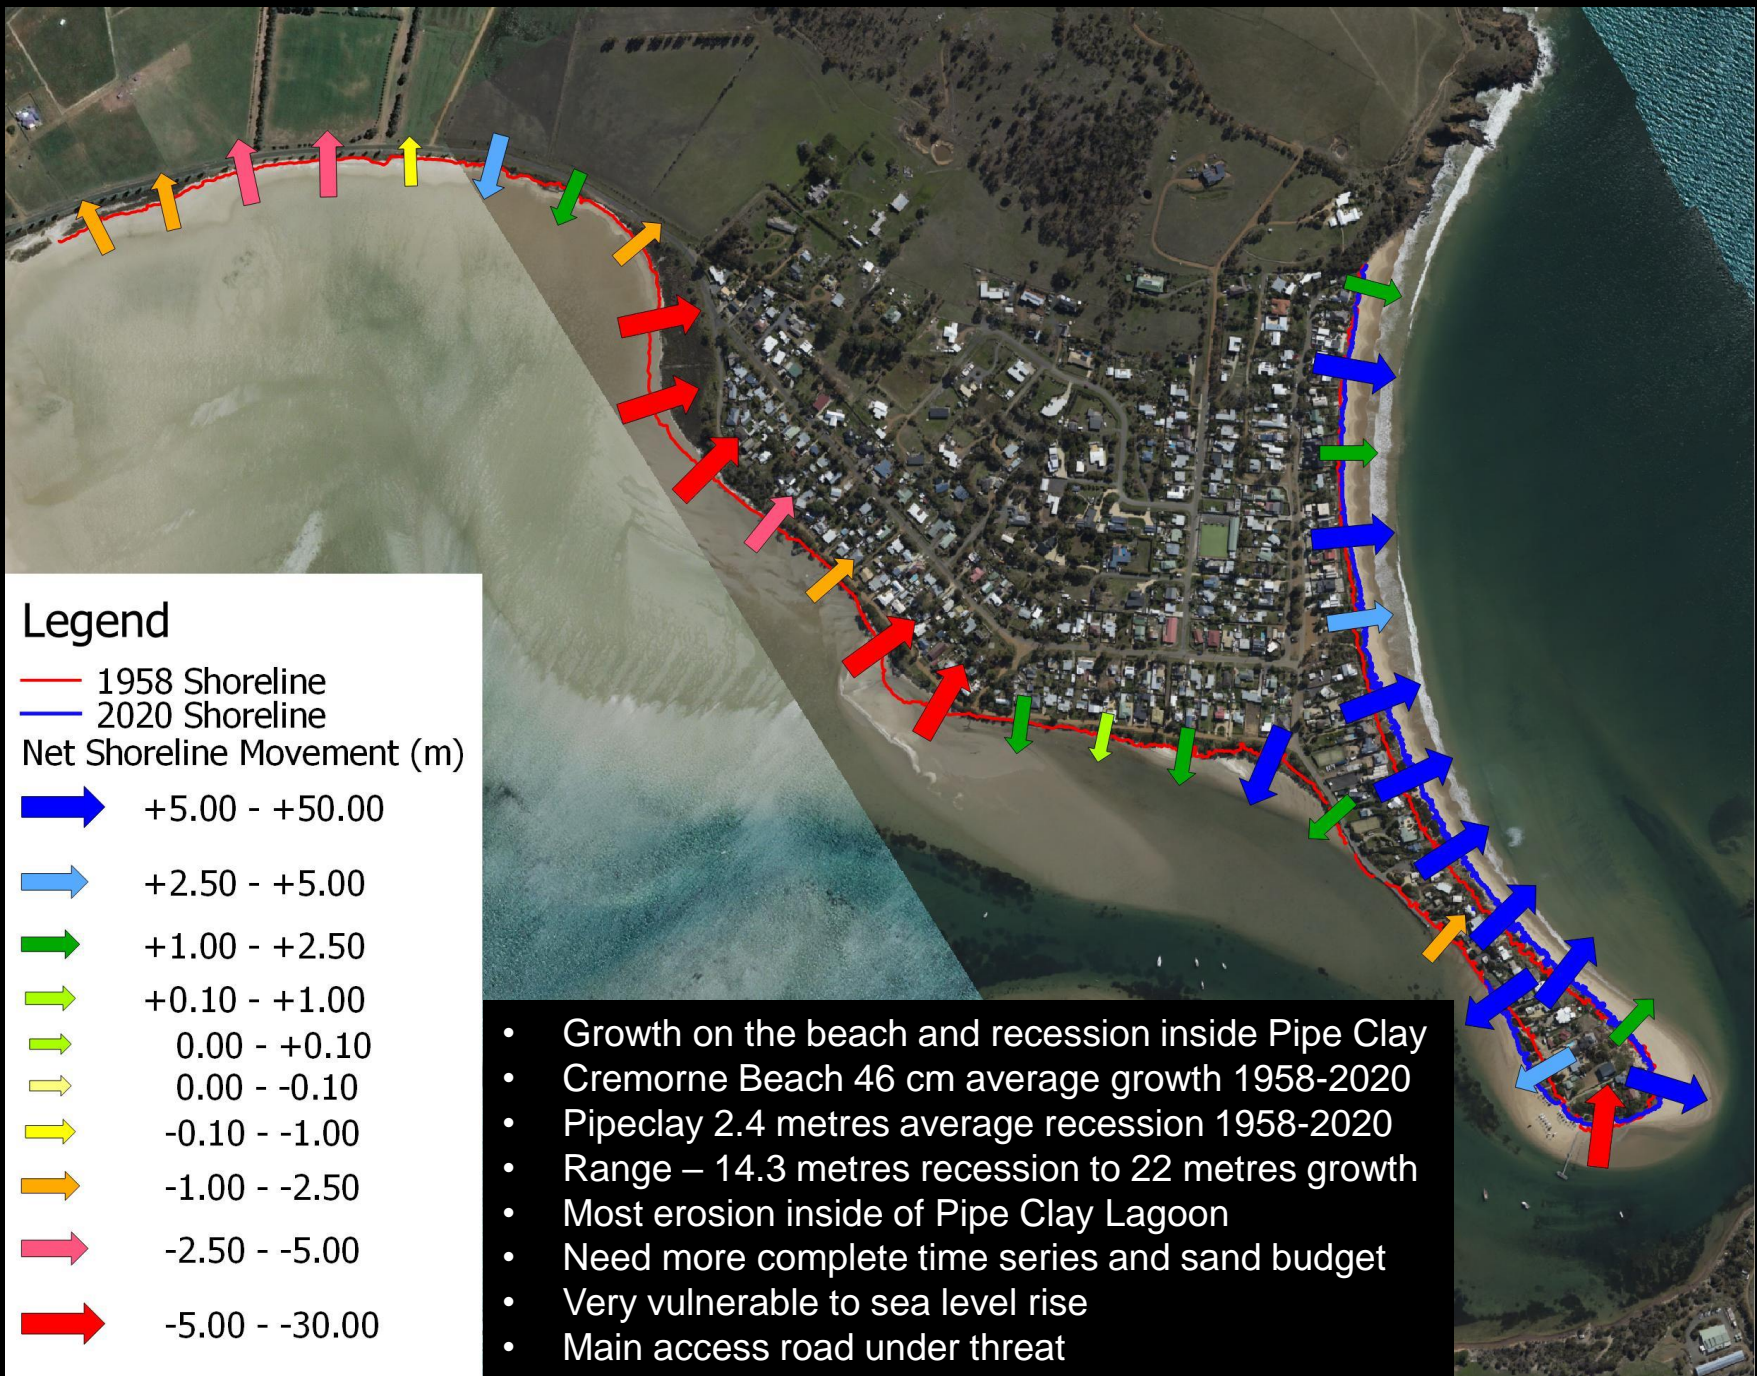 Legend
1958 Shoreline
2020 Shoreline
Net Shoreline Movement (m)
+5.00 - +50.00
+2.50 - +5.00
+1.00 - +2.50
+0.10 - +1.00
0.00 - +0.10
0.00 - -0.10
-0.10 - -1.00
-1.00 - -2.50
-2.50 - -5.00
-5.00 - -30.00
• Growth on the beach and recession inside Pipe Clay
• Cremorne Beach 46 cm average growth 1958-2020
• Pipeclay 2.4 metres average recession 1958-2020
• Range – 14.3 metres recession to 22 metres growth
• Most erosion inside of Pipe Clay Lagoon
• Need more complete time series and sand budget
• Very vulnerable to sea level rise
• Main access road under threat